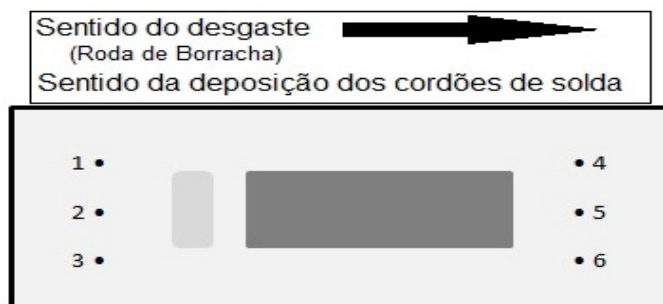 Sentido do desgaste
(Roda de Borracha)
Sentido da deposição dos cordões de solda
1 • • 4
2 • • 5
3 • • 6